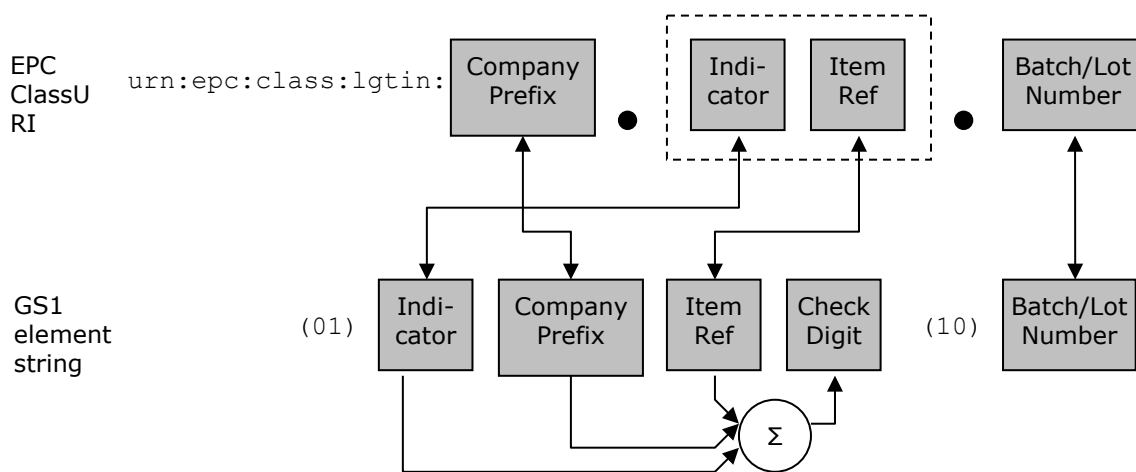 EPC
ClassU
RI
urn:epc:class:lgtin:
Company
Prefix
Indi-
cator
Item
Ref
Batch/Lot
Number
GS1
element
string
(01)
Indi-
cator
Company
Prefix
Item
Ref
Check
Digit
(10)
Batch/Lot
Number
Σ